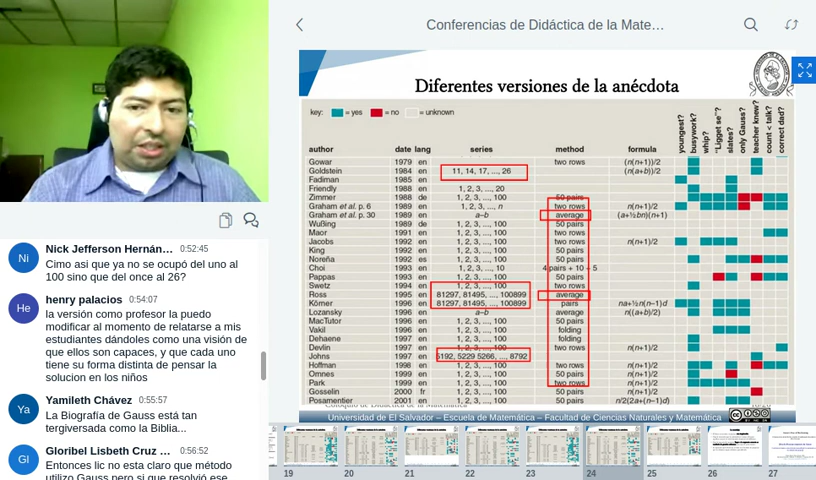 Conferencias de Didáctica de la Mate…
Diferentes versiones de la anécdota
key: = yes = no = unknown
youngest?
busywork?
whip?
"Ligget se"?
slates?
only Gauss?
teacher knew?
count < talk?
correct dad?
author date lang series method formula
Gowar 1979 en two rows (n(n+1))/2
Goldstein 1984 en 11, 14, 17, ..., 26 (n(a+b))/2
Fadiman 1985 en
Friendly 1988 en 1, 2, 3, ..., 20
Zimmer 1988 de 1, 2, 3, ..., 100 50 pairs
Graham et al. p. 6 1989 en 1, 2, 3, ..., n two rows n(n+1)/2
Graham et al. p. 30 1989 en a–b average (a+½bn)(n+1)
Wußing 1989 de 1, 2, 3, ..., 100 50 pairs
Maor 1991 en 1, 2, 3, ..., 100 two rows
Jacobs 1992 en 1, 2, 3, ..., 100 two rows n(n+1)/2
King 1992 en 1, 2, 3, ..., 100 50 pairs
Noreña 1992 es 1, 2, 3, ..., 100 50 pairs
Choi 1993 en 1, 2, 3, ..., 10 4 pairs + 10 + 5
Pappas 1993 en 1, 2, 3, ..., 100 50 pairs
Swetz 1994 en 1, 2, 3, ..., 100 two rows
Ross 1995 en 81297, 81495, ..., 100899 average
Körner 1996 en 81297, 81495, ..., 100899 pairs na+½n(n–1)d
Lozansky 1996 en a–b average n((a+b)/2)
MacTutor 1996 en 1, 2, 3, ..., 100 50 pairs
Vakil 1996 en 1, 2, 3, ..., 100 folding
Dehaene 1997 en 1, 2, 3, ..., 100 folding
Devlin 1997 en 1, 2, 3, ..., 100 two rows n(n+1)/2
Johns 1997 en 5192, 5229 5266, ..., 8792
Hoffman 1998 en 1, 2, 3, ..., 100 two rows n(n+1)/2
Omnes 1999 en 1, 2, 3, ..., 100 50 pairs n(n+1)/2
Park 1999 en 1, 2, 3, ..., 100 two rows n(n+1)/2
Gosselin 2000 fr 1, 2, 3, ..., 100 50 pairs
Posamentier 2001 en 1, 2, 3, ..., 100 50 pairs n/2(2a+(n–1)d)
Universidad de El Salvador – Escuela de Matemática – Facultad de Ciencias Naturales y Matemática
19 20 21 22 23 24 25 26 27
Ni
Nick Jefferson Hernán… 0:52:45
Cimo asi que ya no se ocupó del uno al
100 sino que del once al 26?
He
henry palacios 0:54:07
la versión como profesor la puedo
modificar al momento de relatarse a mis
estudiantes dándoles como una visión de
que ellos son capaces, y que cada uno
tiene su forma distinta de pensar la
solucion en los niños
Ya
Yamileth Chávez 0:55:57
La Biografía de Gauss está tan
tergiversada como la Biblia...
Gl
Gloribel Lisbeth Cruz … 0:56:52
Entonces lic no esta claro que método
utilizo Gauss pero si que resolvió ese